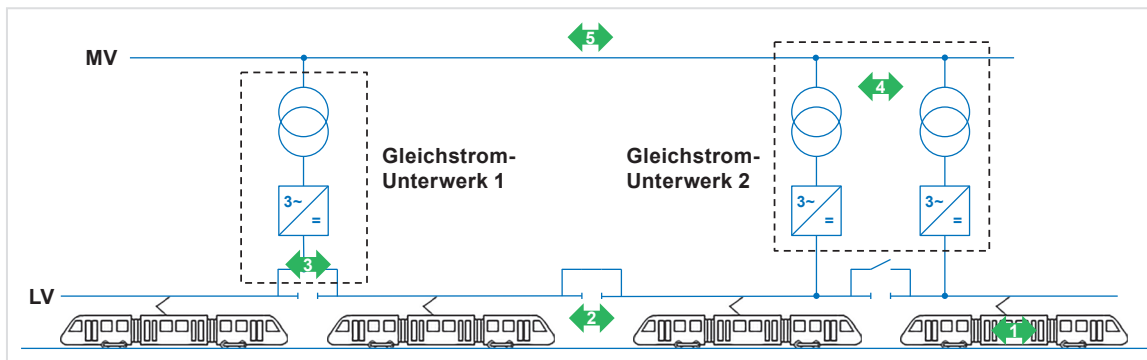 5
MV
4
Gleichstrom-
Unterwerk 1
Gleichstrom-
Unterwerk 2
3~
=
3~
=
3~
=
3
LV
2
1